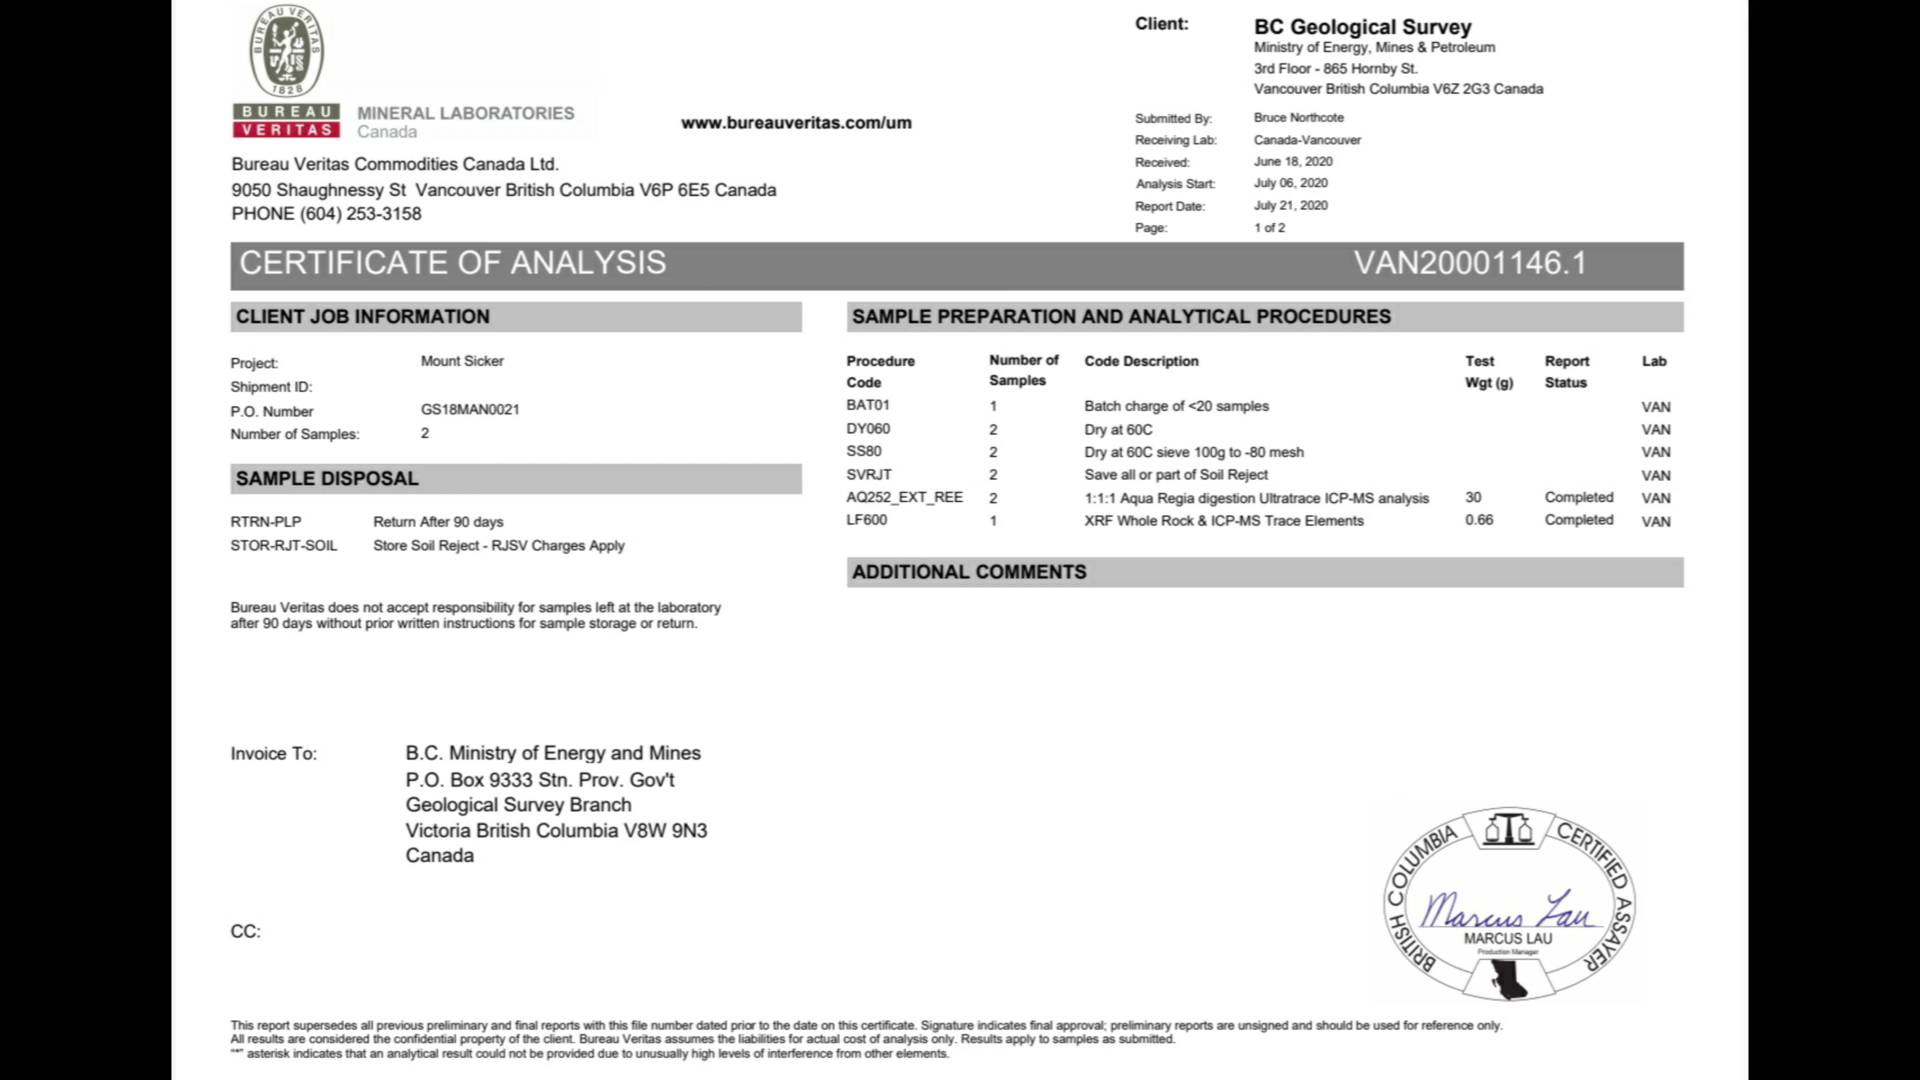 BUREAU VERITAS
1828
BUREAU
VERITAS
MINERAL LABORATORIES
Canada
www.bureauveritas.com/um
Bureau Veritas Commodities Canada Ltd.
9050 Shaughnessy St Vancouver British Columbia V6P 6E5 Canada
PHONE (604) 253-3158
Client: BC Geological Survey
Ministry of Energy, Mines & Petroleum
3rd Floor - 865 Hornby St.
Vancouver British Columbia V6Z 2G3 Canada
Submitted By: Bruce Northcote
Receiving Lab: Canada-Vancouver
Received: June 18, 2020
Analysis Start: July 06, 2020
Report Date: July 21, 2020
Page: 1 of 2
CERTIFICATE OF ANALYSIS VAN20001146.1
CLIENT JOB INFORMATION
Project: Mount Sicker
Shipment ID:
P.O. Number GS18MAN0021
Number of Samples: 2
SAMPLE DISPOSAL
RTRN-PLP Return After 90 days
STOR-RJT-SOIL Store Soil Reject - RJSV Charges Apply
Bureau Veritas does not accept responsibility for samples left at the laboratory
after 90 days without prior written instructions for sample storage or return.
SAMPLE PREPARATION AND ANALYTICAL PROCEDURES
Procedure Number of Code Description Test Report Lab
Code Samples Wgt (g) Status
BAT01 1 Batch charge of <20 samples VAN
DY060 2 Dry at 60C VAN
SS80 2 Dry at 60C sieve 100g to -80 mesh VAN
SVRJT 2 Save all or part of Soil Reject VAN
AQ252_EXT_REE 2 1:1:1 Aqua Regia digestion Ultratrace ICP-MS analysis 30 Completed VAN
LF600 1 XRF Whole Rock & ICP-MS Trace Elements 0.66 Completed VAN
ADDITIONAL COMMENTS
Invoice To: B.C. Ministry of Energy and Mines
P.O. Box 9333 Stn. Prov. Gov't
Geological Survey Branch
Victoria British Columbia V8W 9N3
Canada
CC:
BRITISH COLUMBIA CERTIFIED ASSAYER
Marcus Lau
MARCUS LAU
Production Manager
This report supersedes all previous preliminary and final reports with this file number dated prior to the date on this certificate. Signature indicates final approval; preliminary reports are unsigned and should be used for reference only.
All results are considered the confidential property of the client. Bureau Veritas assumes the liabilities for actual cost of analysis only. Results apply to samples as submitted.
"*" asterisk indicates that an analytical result could not be provided due to unusually high levels of interference from other elements.